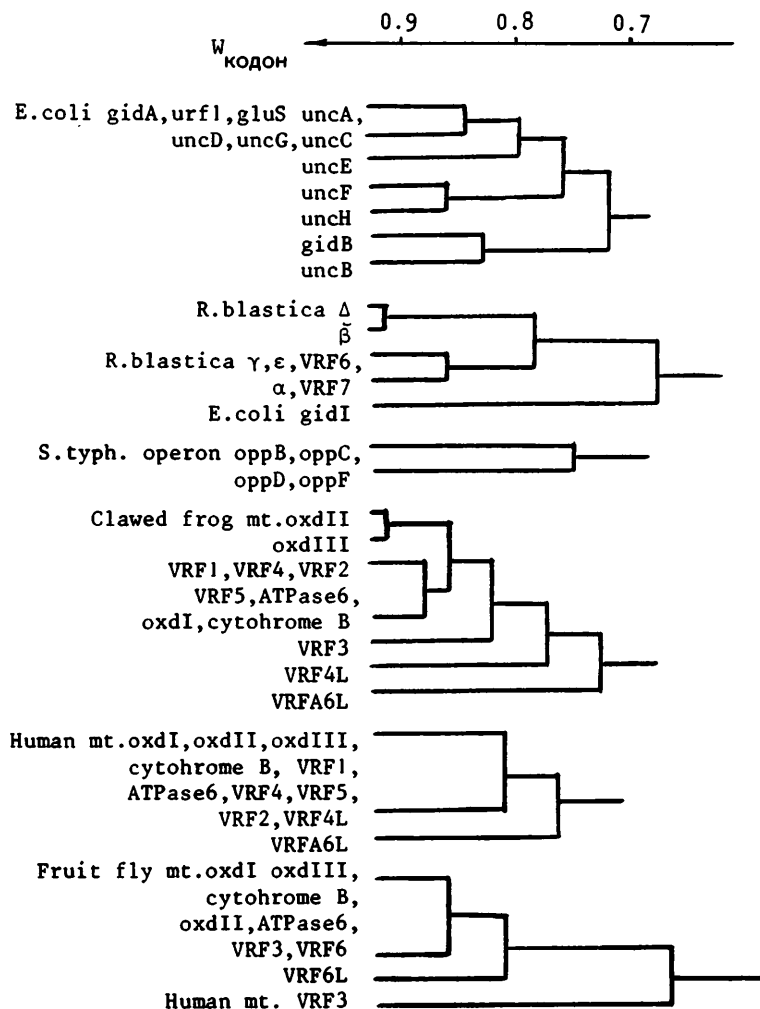 0.9 0.8 0.7
W кодон
E.coli gidA,urf1,gluS uncA,
uncD,uncG,uncC
uncE
uncF
uncH
gidB
uncB
R.blastica Δ
β̆
R.blastica γ,ε,VRF6,
α,VRF7
E.coli gidI
S.typh. operon oppB,oppC,
oppD,oppF
Clawed frog mt.oxdII
oxdIII
VRF1,VRF4,VRF2
VRF5,ATPase6,
oxdI,cytohrome B
VRF3
VRF4L
VRFA6L
Human mt.oxdI,oxdII,oxdIII,
cytohrome B, VRF1,
ATPase6,VRF4,VRF5,
VRF2,VRF4L
VRFA6L
Fruit fly mt.oxdI oxdIII,
cytohrome B,
oxdII,ATPase6,
VRF3,VRF6
VRF6L
Human mt. VRF3